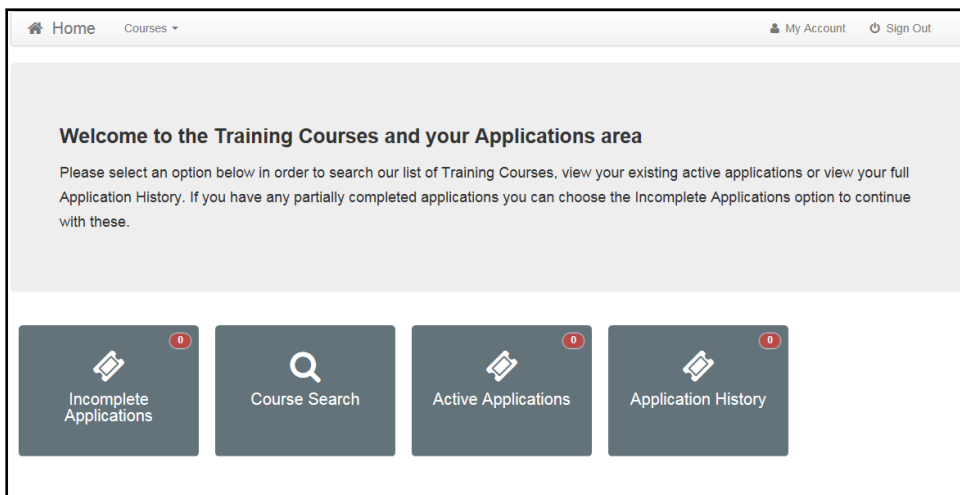 Home Courses My Account Sign Out
Welcome to the Training Courses and your Applications area
Please select an option below in order to search our list of Training Courses, view your existing active applications or view your full
Application History. If you have any partially completed applications you can choose the Incomplete Applications option to continue
with these.
0
Incomplete
Applications
Course Search
0
Active Applications
0
Application History